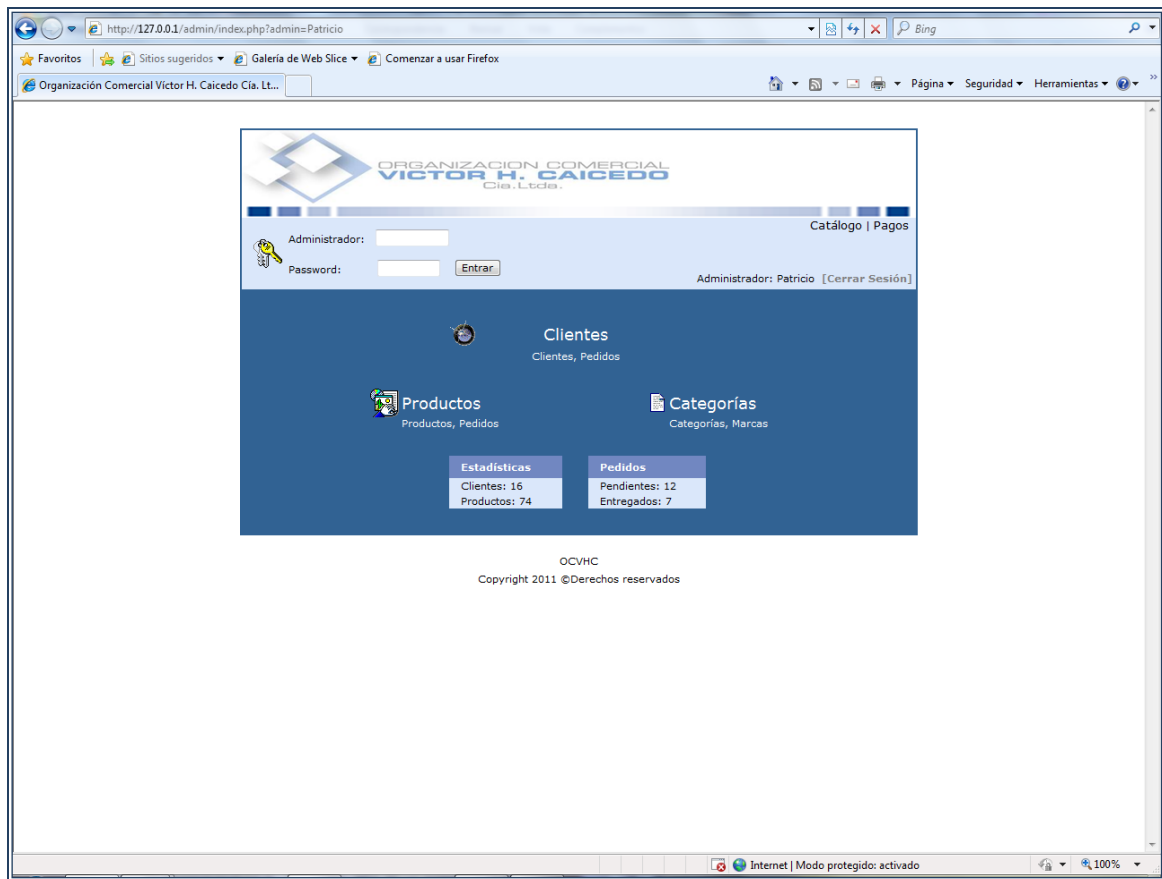 http://127.0.0.1/admin/index.php?admin=Patricio
Bing
Favoritos Sitios sugeridos Galería de Web Slice Comenzar a usar Firefox
Organización Comercial Víctor H. Caicedo Cía. Lt...
Página Seguridad Herramientas
ORGANIZACION COMERCIAL
VICTOR H. CAICEDO
Cia.Ltda.
Catálogo | Pagos
Administrador:
Password: Entrar
Administrador: Patricio [Cerrar Sesión]
Clientes
Clientes, Pedidos
Productos Categorías
Productos, Pedidos Categorías, Marcas
Estadísticas Pedidos
Clientes: 16 Pendientes: 12
Productos: 74 Entregados: 7
OCVHC
Copyright 2011 ©Derechos reservados
Internet | Modo protegido: activado 100%